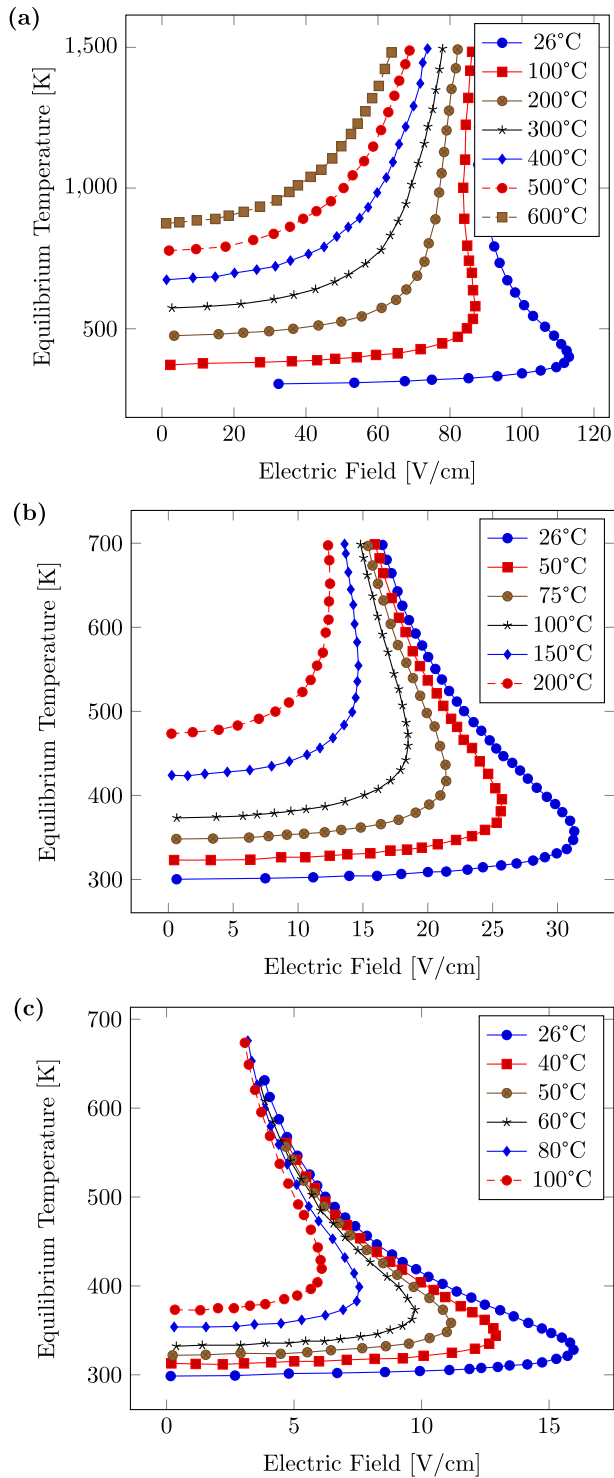 (a)
1,500
1,000
500
Equilibrium Temperature [K]
26°C
100°C
200°C
300°C
400°C
500°C
600°C
0 20 40 60 80 100 120
Electric Field [V/cm]
(b)
700
600
500
400
300
Equilibrium Temperature [K]
26°C
50°C
75°C
100°C
150°C
200°C
0 5 10 15 20 25 30
Electric Field [V/cm]
(c)
700
600
500
400
300
Equilibrium Temperature [K]
26°C
40°C
50°C
60°C
80°C
100°C
0 5 10 15
Electric Field [V/cm]